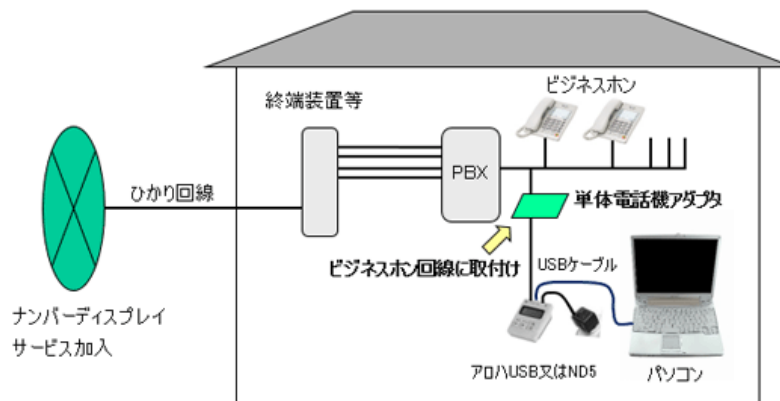 ビジネスホン
終端装置等
PBX
ひかり回線
単体電話機アダプタ
ビジネスホン回線に取付け
USBケーブル
ナンバーディスプレイ
サービス加入
アロハUSB又はND5
パソコン